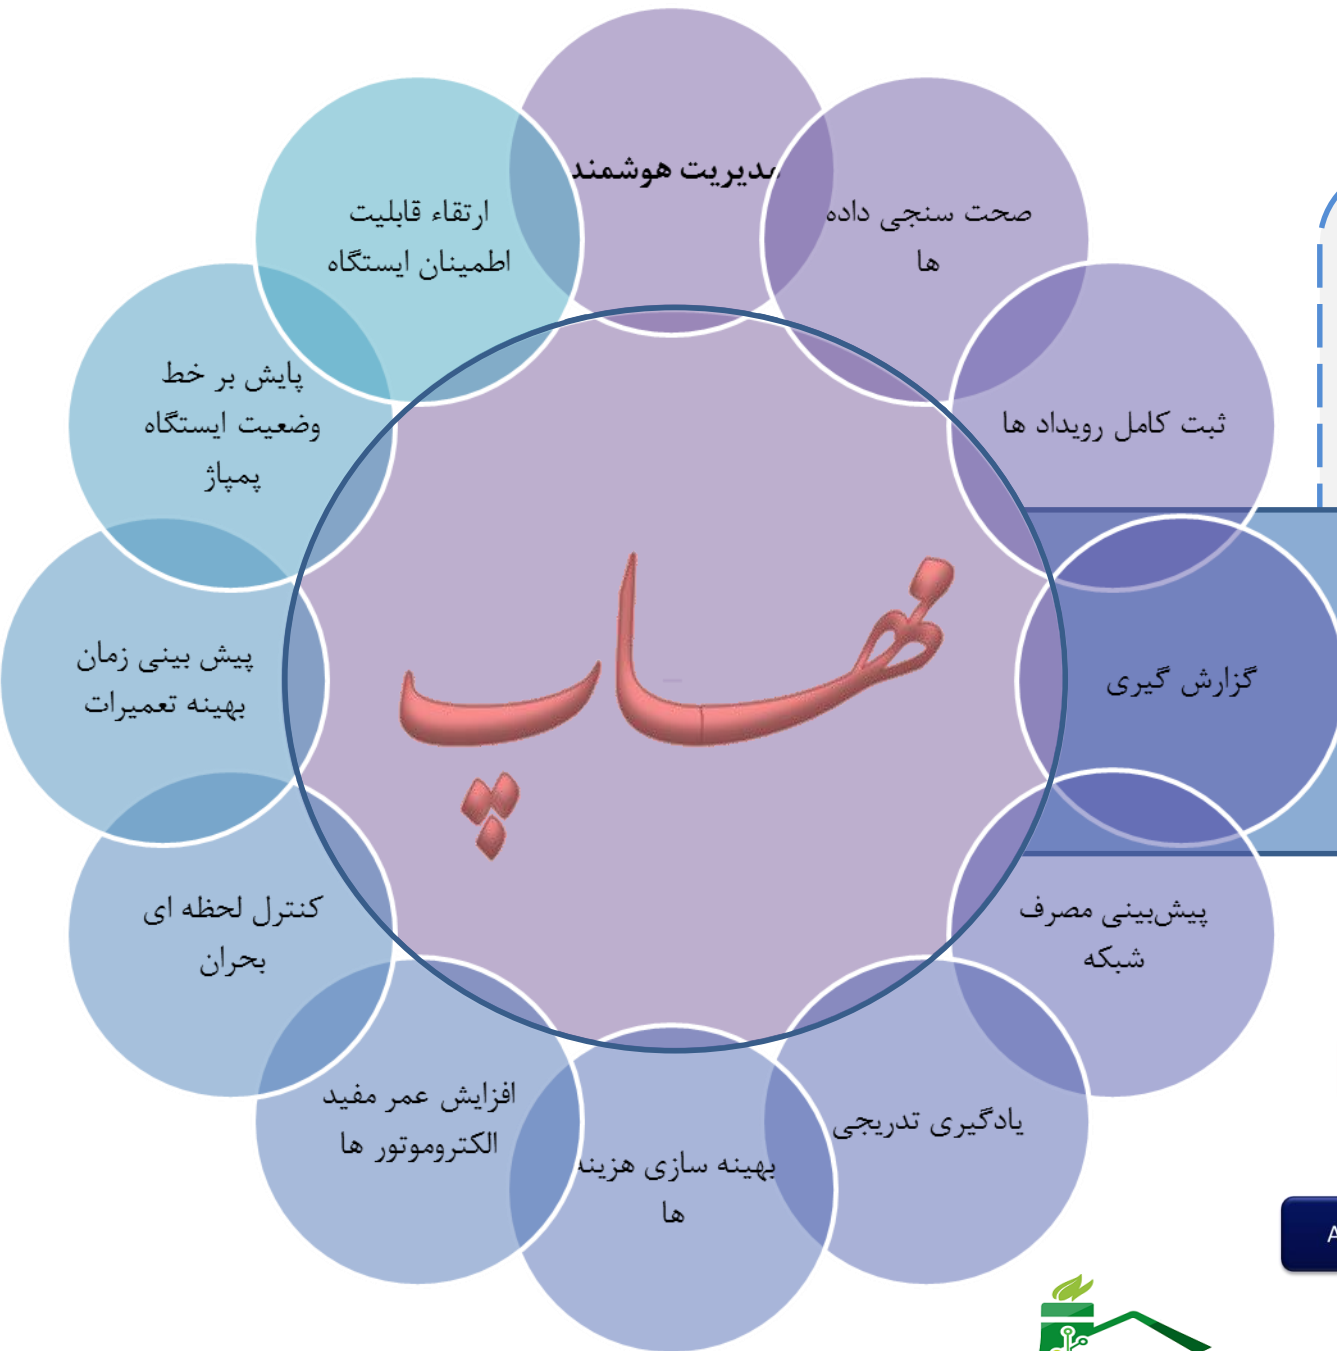 مدیریت هوشمند
صحت سنجی داده
ها
ثبت کامل رویداد ها
گزارش گیری
پیش‌بینی مصرف
شبکه
یادگیری تدریجی
بهینه سازی هزینه
ها
افزایش عمر مفید
الکتروموتور ها
کنترل لحظه ای
بحران
پیش بینی زمان
بهینه تعمیرات
پایش بر خط
وضعیت ایستگاه
پمپاژ
ارتقاء قابلیت
اطمینان ایستگاه
مهاپ
A